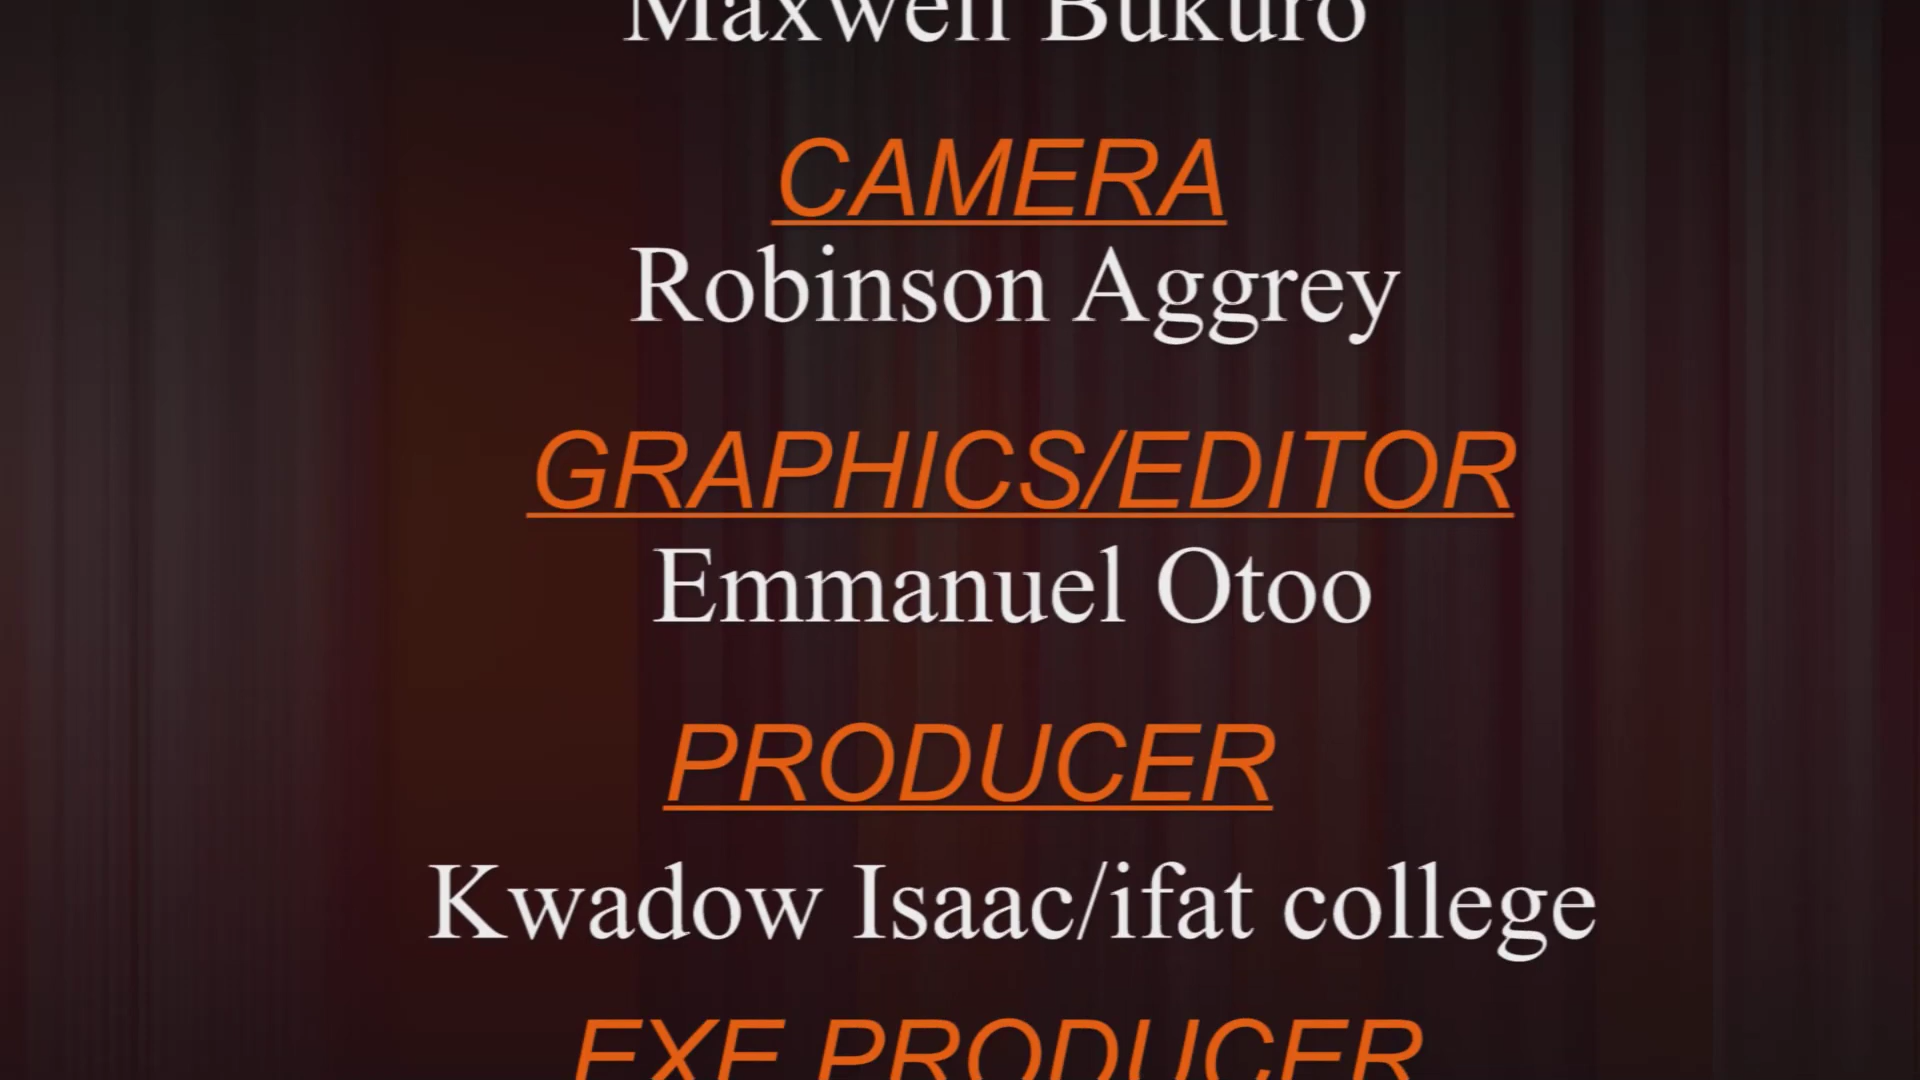 Maxwell Bukuro
CAMERA
Robinson Aggrey
GRAPHICS/EDITOR
Emmanuel Otoo
PRODUCER
Kwadow Isaac/ifat college
EXE PRODUCER